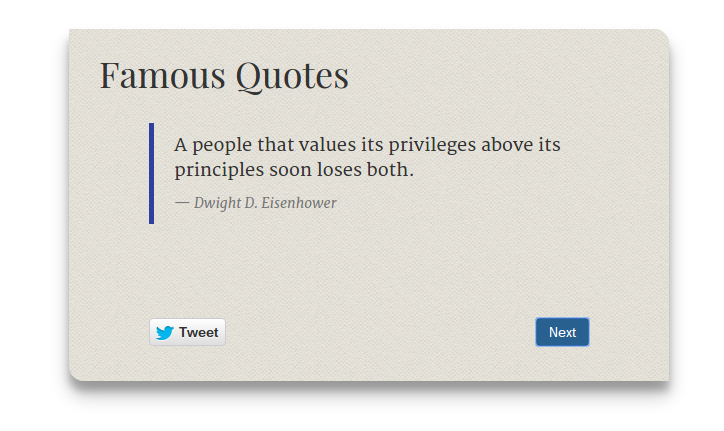 Famous Quotes
A people that values its privileges above its
principles soon loses both.
— Dwight D. Eisenhower
Tweet
Next